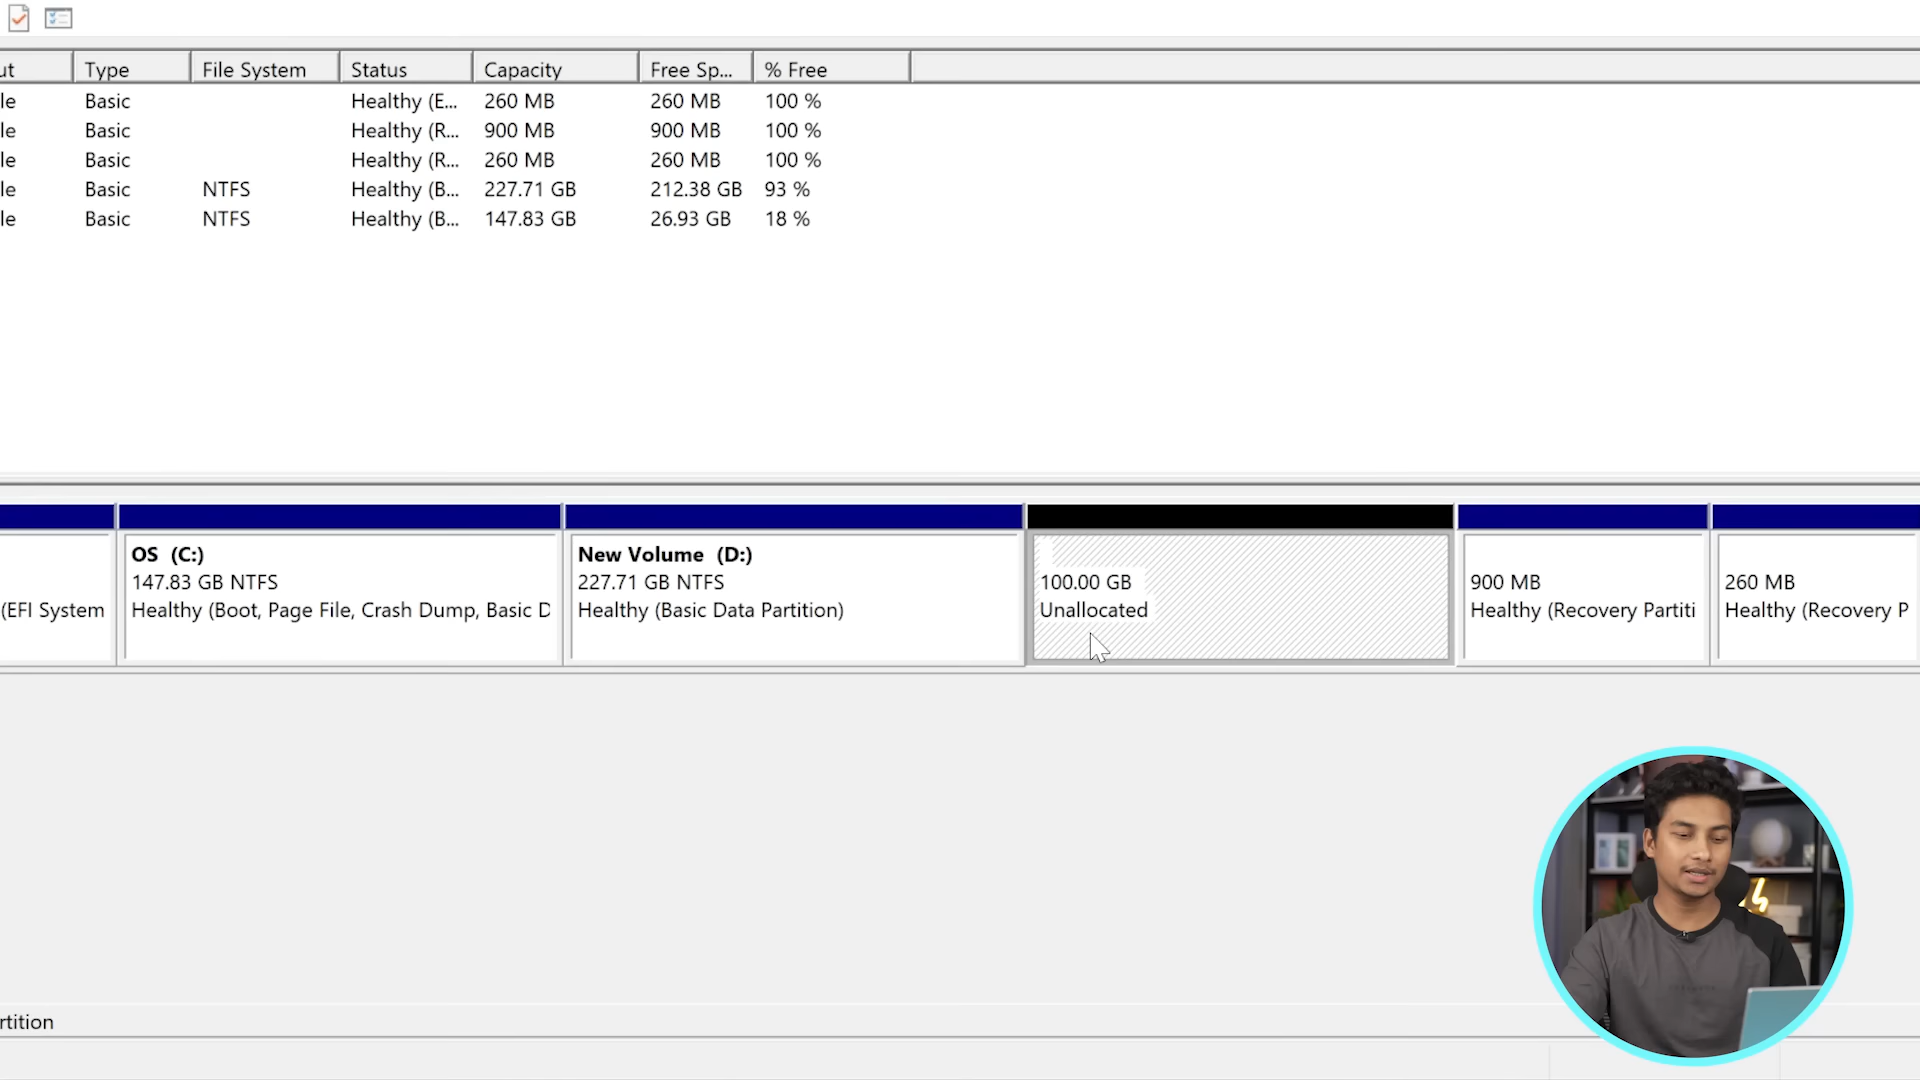 ut Type File System Status Capacity Free Sp... % Free
le Basic Healthy (E... 260 MB 260 MB 100 %
le Basic Healthy (R... 900 MB 900 MB 100 %
le Basic Healthy (R... 260 MB 260 MB 100 %
le Basic NTFS Healthy (B... 227.71 GB 212.38 GB 93 %
le Basic NTFS Healthy (B... 147.83 GB 26.93 GB 18 %
(EFI System
OS (C:)
147.83 GB NTFS
Healthy (Boot, Page File, Crash Dump, Basic D
New Volume (D:)
227.71 GB NTFS
Healthy (Basic Data Partition)
100.00 GB
Unallocated
900 MB
Healthy (Recovery Partiti
260 MB
Healthy (Recovery P
rtition